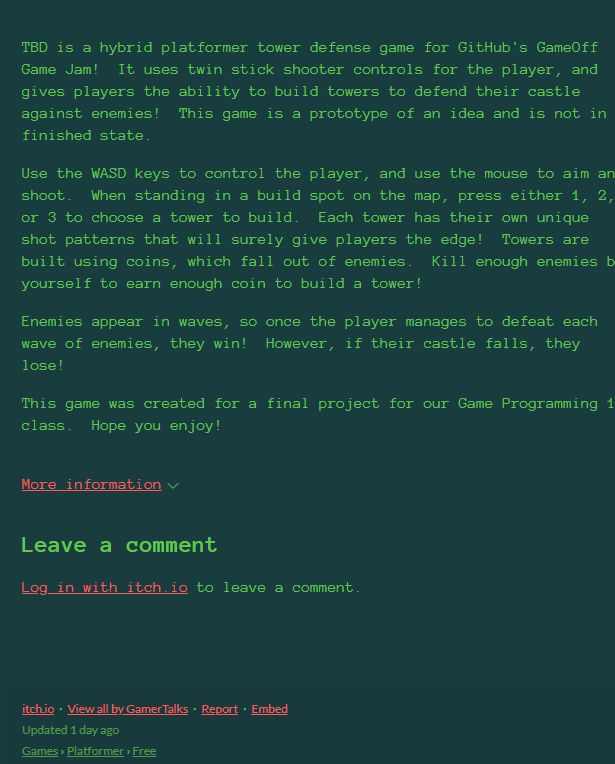 TBD is a hybrid platformer tower defense game for GitHub's GameOff
Game Jam!  It uses twin stick shooter controls for the player, and
gives players the ability to build towers to defend their castle
against enemies!  This game is a prototype of an idea and is not in
finished state.
Use the WASD keys to control the player, and use the mouse to aim an
shoot.  When standing in a build spot on the map, press either 1, 2,
or 3 to choose a tower to build.  Each tower has their own unique
shot patterns that will surely give players the edge!  Towers are
built using coins, which fall out of enemies.  Kill enough enemies b
yourself to earn enough coin to build a tower!
Enemies appear in waves, so once the player manages to defeat each
wave of enemies, they win!  However, if their castle falls, they
lose!
This game was created for a final project for our Game Programming 1
class.  Hope you enjoy!
More information
Leave a comment
Log in with itch.io to leave a comment.
itch.io · View all by GamerTalks · Report · Embed
Updated 1 day ago
Games › Platformer › Free